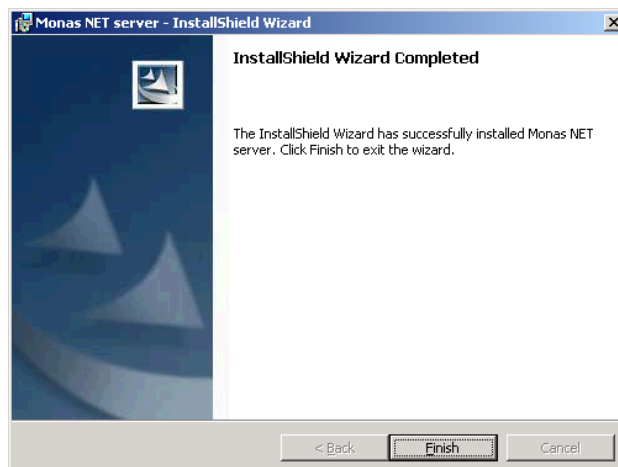 Monas NET server - InstallShield Wizard
InstallShield Wizard Completed
The InstallShield Wizard has successfully installed Monas NET
server. Click Finish to exit the wizard.
< Back
Finish
Cancel